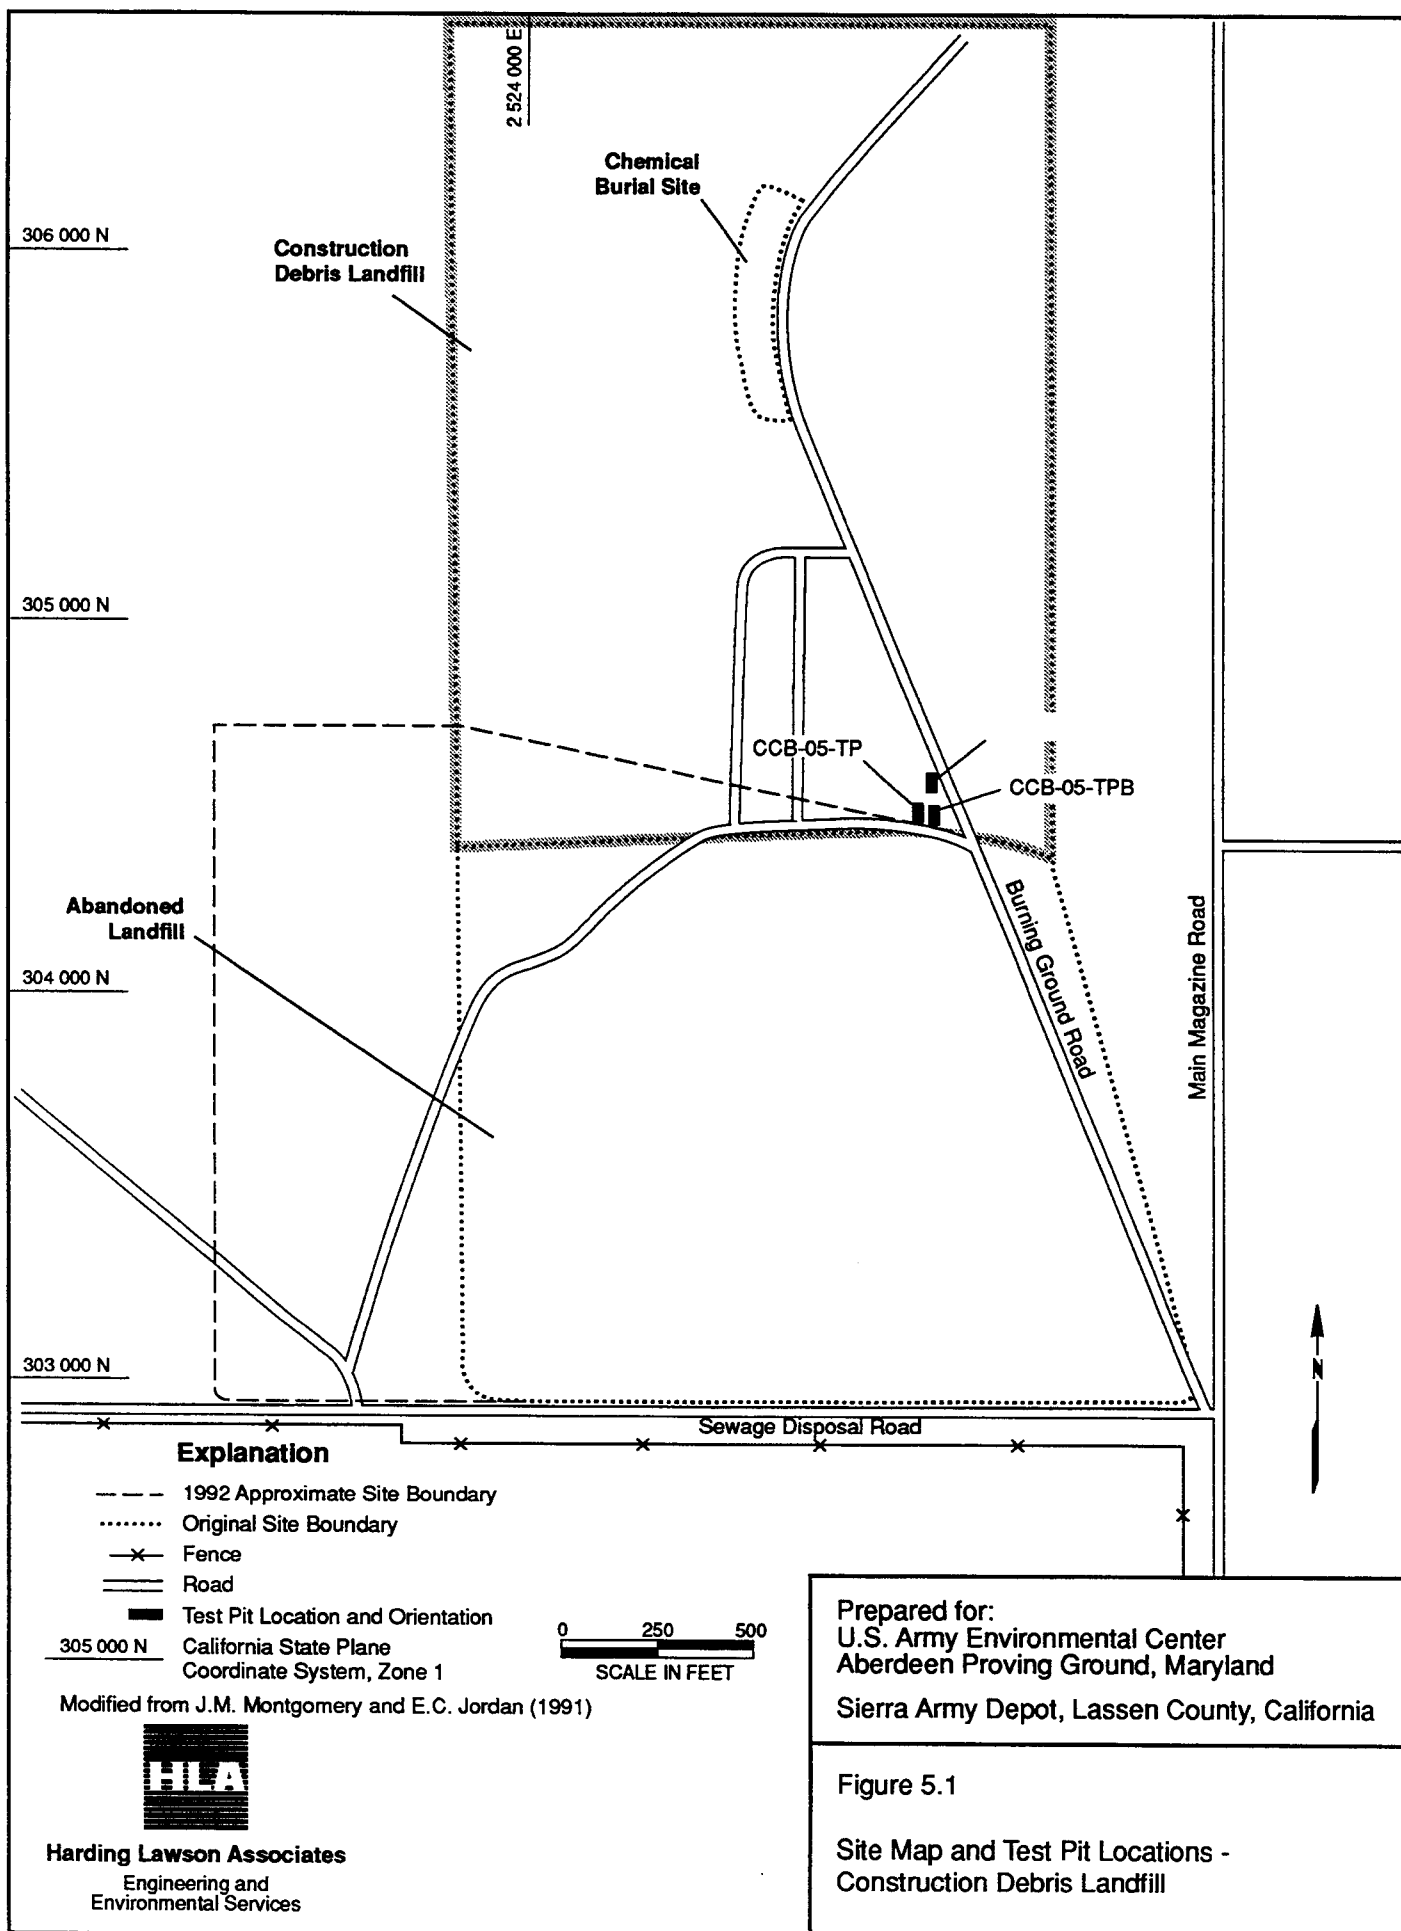 2 524 000 E
Chemical
Burial Site
306 000 N
Construction
Debris Landfill
305 000 N
CCB-05-TP
CCB-05-TPB
Abandoned
Landfill
Burning Ground Road
Main Magazine Road
304 000 N
303 000 N
N
Sewage Disposal Road
Explanation
1992 Approximate Site Boundary
Original Site Boundary
Fence
Road
Test Pit Location and Orientation
305 000 N
California State Plane
Coordinate System, Zone 1
0 250 500
SCALE IN FEET
Modified from J.M. Montgomery and E.C. Jordan (1991)
HLA
Harding Lawson Associates
Engineering and
Environmental Services
Prepared for:
U.S. Army Environmental Center
Aberdeen Proving Ground, Maryland
Sierra Army Depot, Lassen County, California
Figure 5.1
Site Map and Test Pit Locations -
Construction Debris Landfill